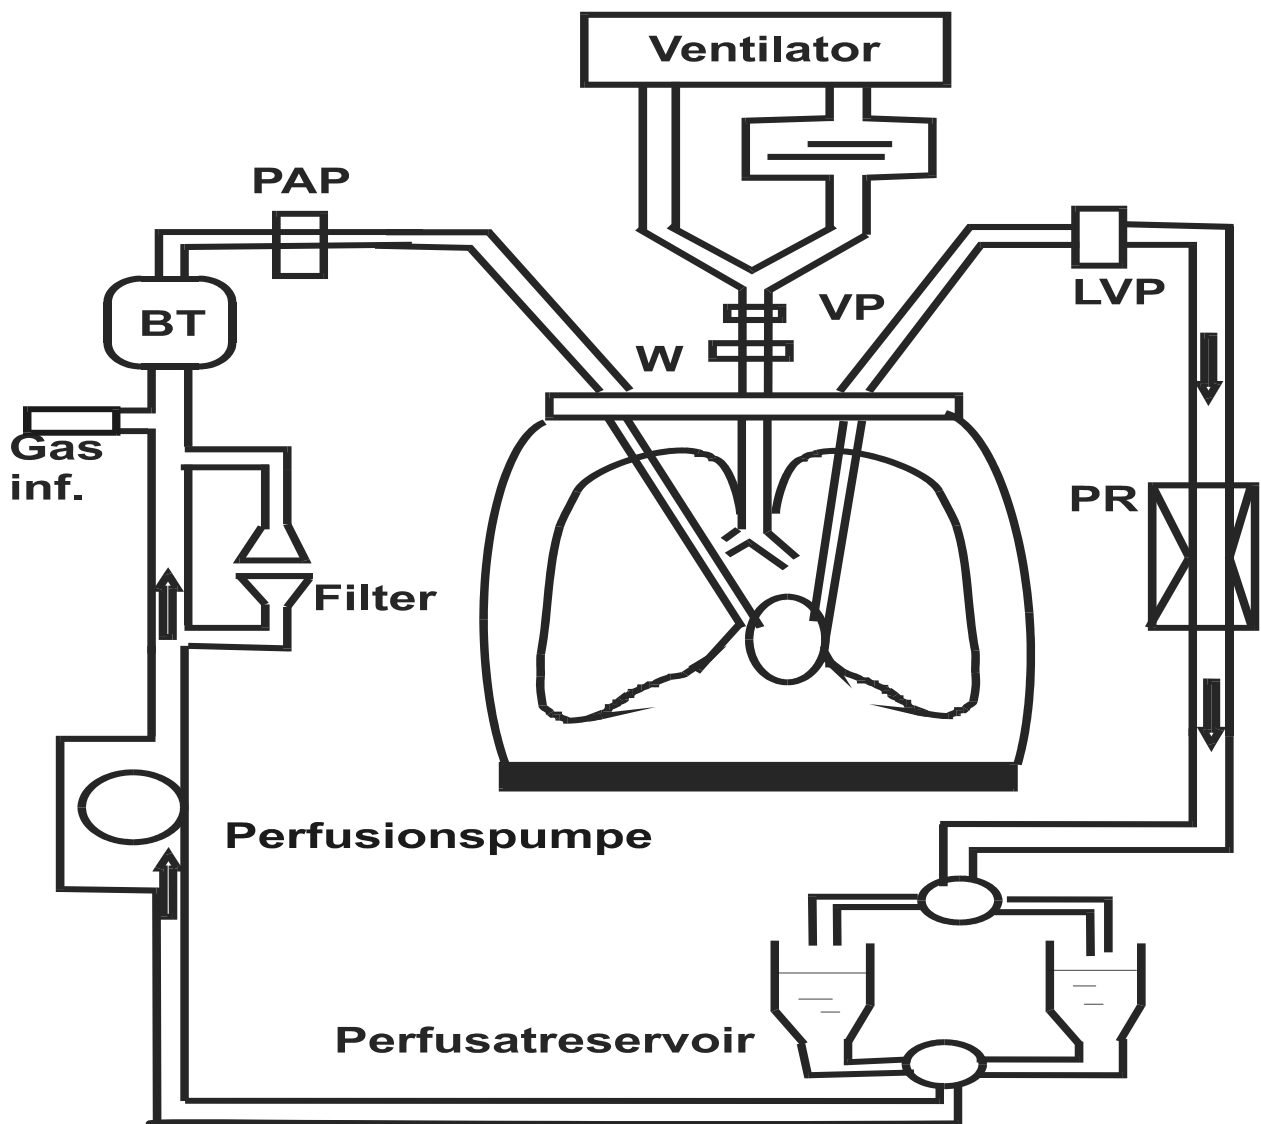 Ventilator
PAP
BT
VP
LVP
W
Gas
inf.
PR
Filter
Perfusionspumpe
Perfusatreservoir